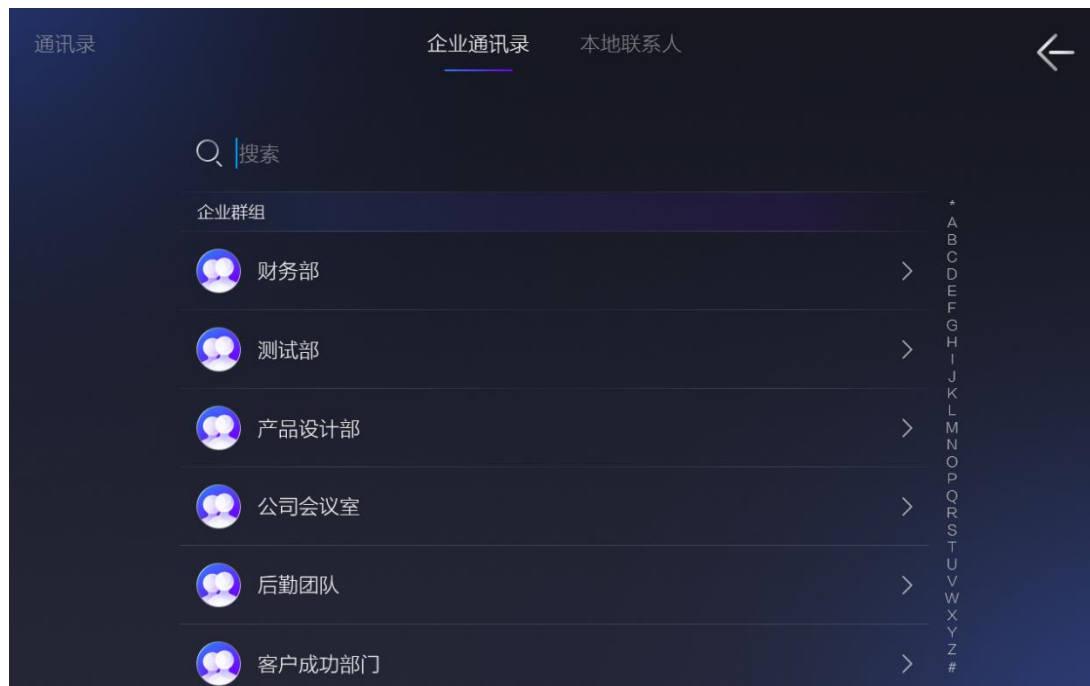 通讯录 企业通讯录 本地联系人
搜索
企业群组
财务部
测试部
产品设计部
公司会议室
后勤团队
客户成功部门
*
A
B
C
D
E
F
G
H
I
J
K
L
M
N
O
P
Q
R
S
T
U
V
W
X
Y
Z
#